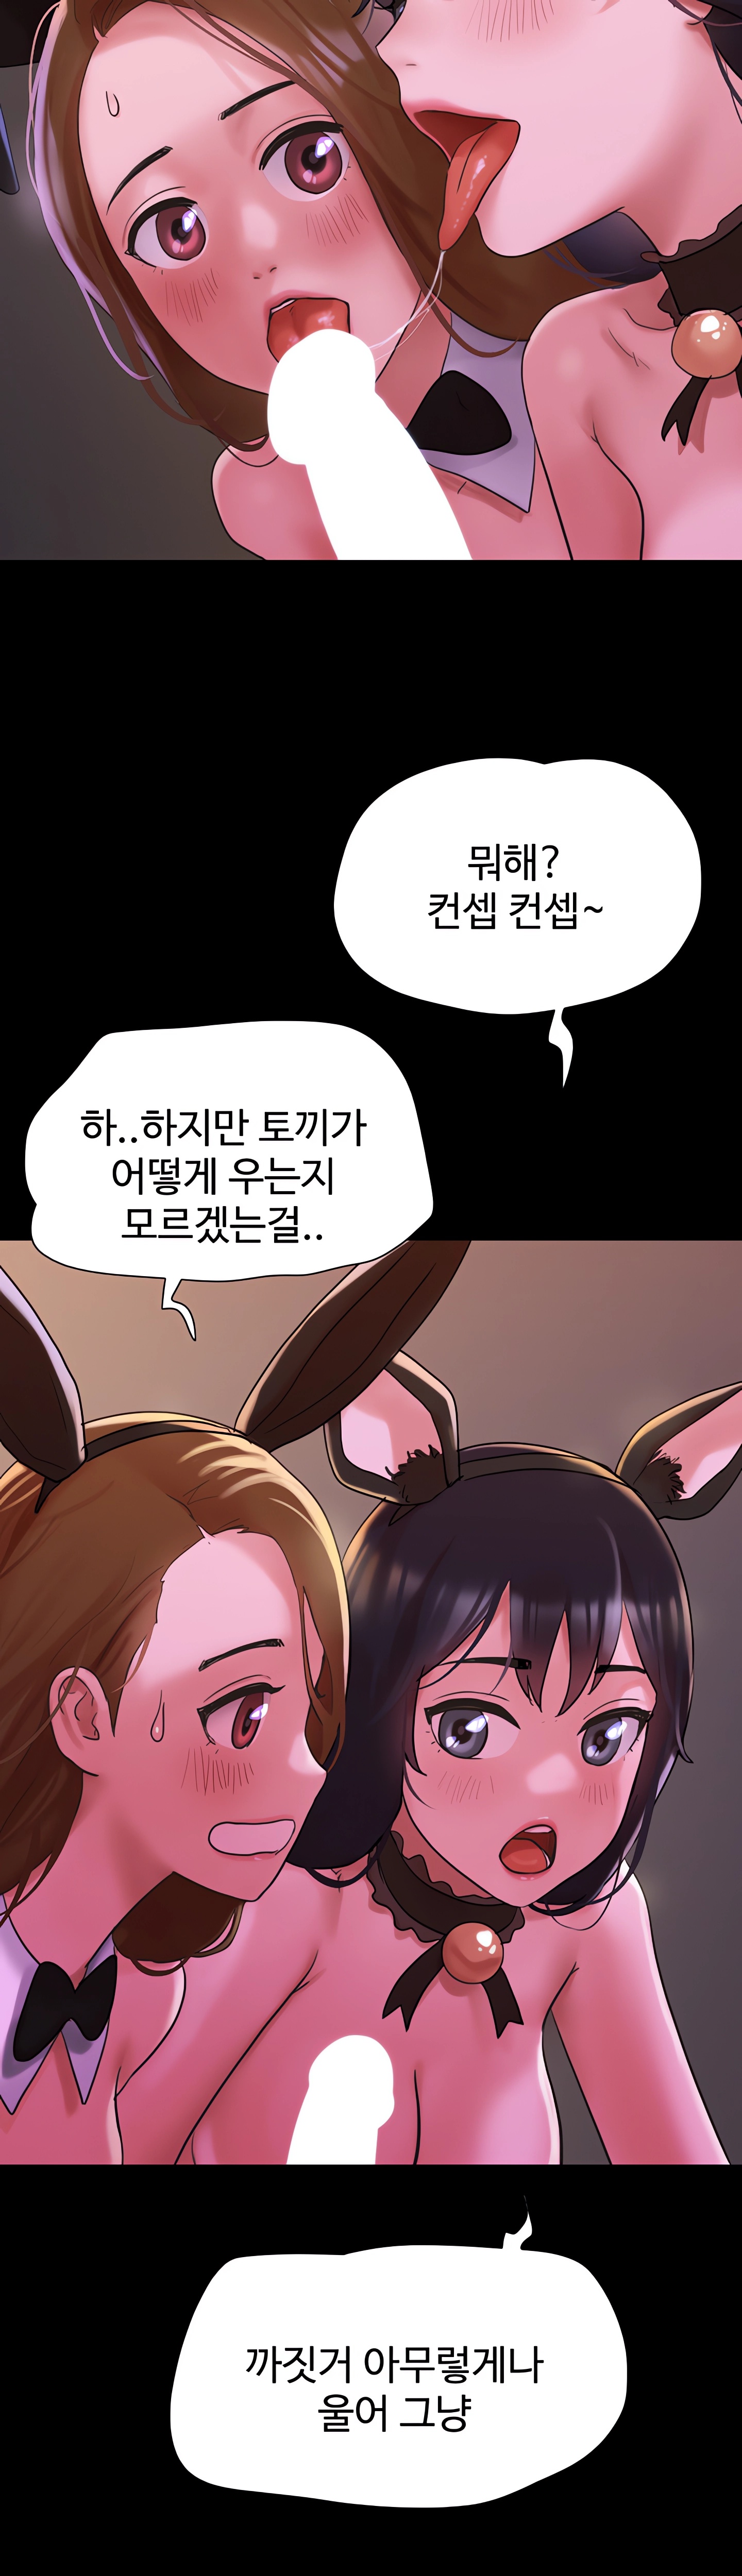 뭐해?
컨셉 컨셉~
하..하지만 토끼가
어떻게 우는지
모르겠는걸..
까짓거 아무렇게나
울어 그냥